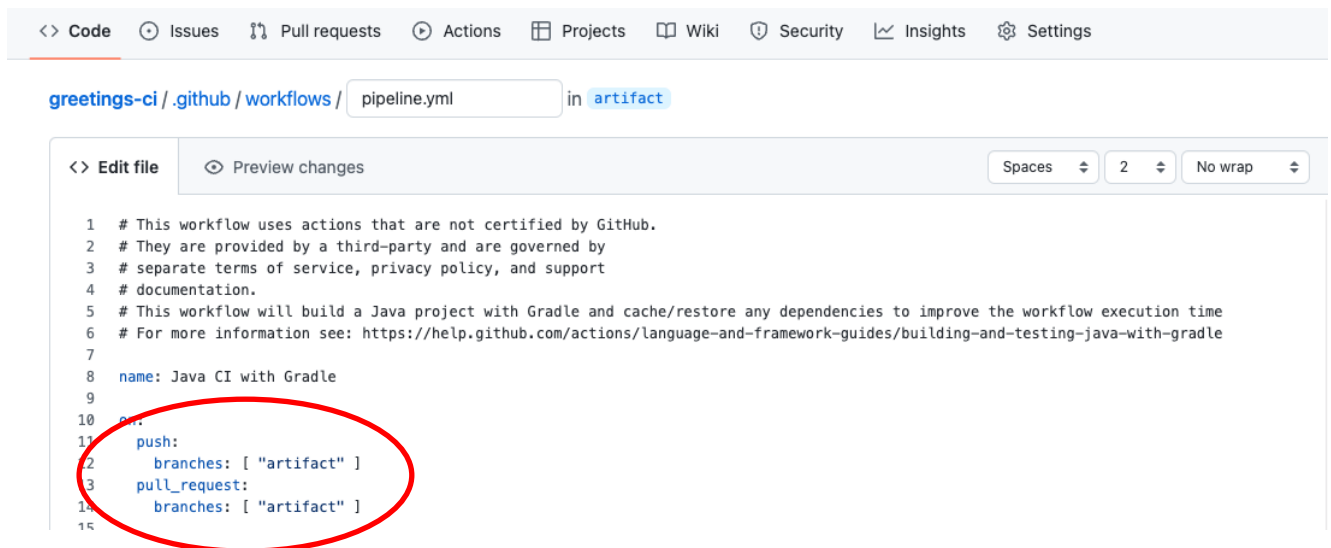 <> Code Issues Pull requests Actions Projects Wiki Security Insights Settings
greetings-ci / .github / workflows / pipeline.yml in artifact
<> Edit file Preview changes Spaces 2 No wrap
1 # This workflow uses actions that are not certified by GitHub.
2 # They are provided by a third-party and are governed by
3 # separate terms of service, privacy policy, and support
4 # documentation.
5 # This workflow will build a Java project with Gradle and cache/restore any dependencies to improve the workflow execution time
6 # For more information see: https://help.github.com/actions/language-and-framework-guides/building-and-testing-java-with-gradle
7
8 name: Java CI with Gradle
9
10 on:
11 push:
12 branches: [ "artifact" ]
13 pull_request:
14 branches: [ "artifact" ]
15